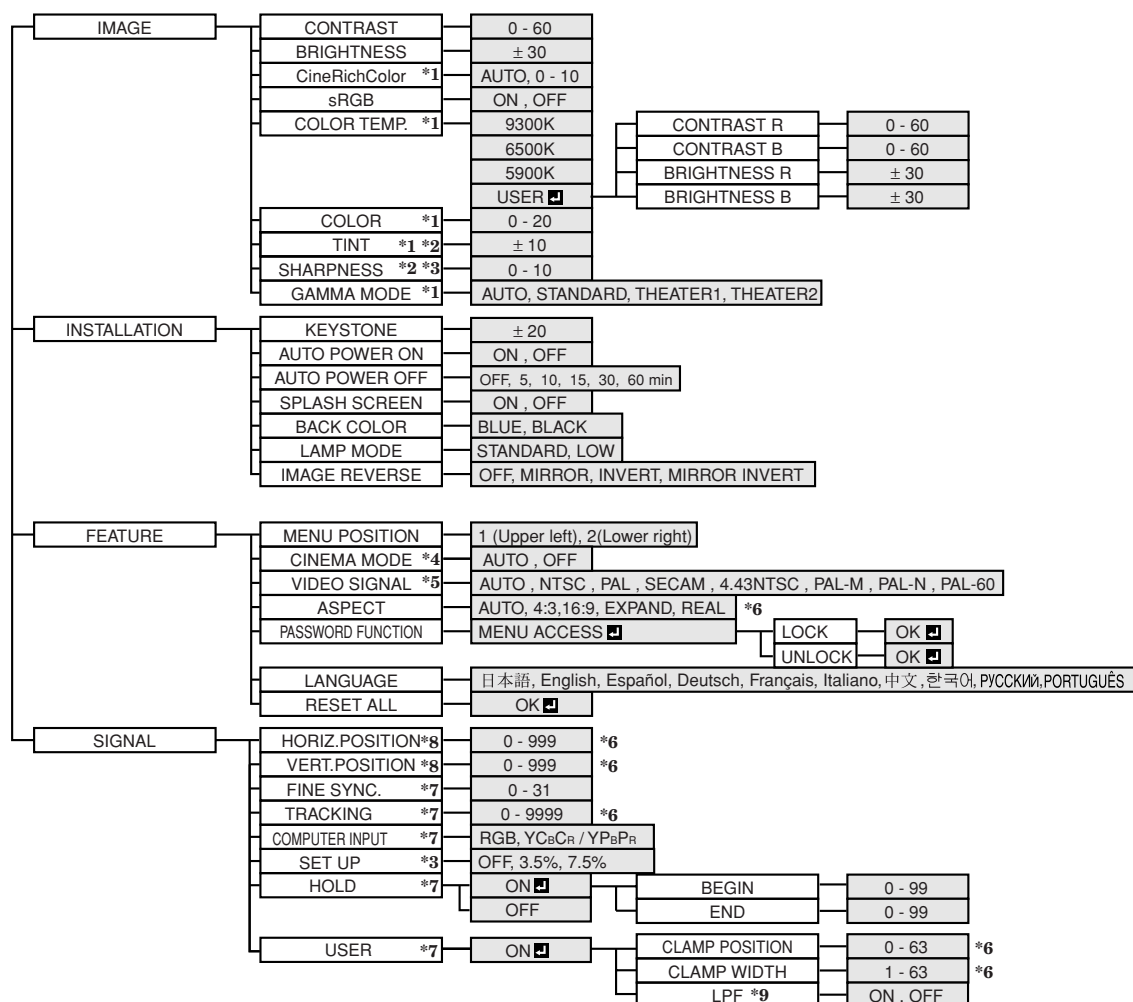 IMAGE CONTRAST 0 - 60
BRIGHTNESS ± 30
CineRichColor *1 AUTO, 0 - 10
sRGB ON , OFF
COLOR TEMP. *1 9300K CONTRAST R 0 - 60
6500K CONTRAST B 0 - 60
5900K BRIGHTNESS R ± 30
USER BRIGHTNESS B ± 30
COLOR *1 0 - 20
TINT *1 *2 ± 10
SHARPNESS *2 *3 0 - 10
GAMMA MODE *1 AUTO, STANDARD, THEATER1, THEATER2
INSTALLATION KEYSTONE ± 20
AUTO POWER ON ON , OFF
AUTO POWER OFF OFF, 5, 10, 15, 30, 60 min
SPLASH SCREEN ON , OFF
BACK COLOR BLUE, BLACK
LAMP MODE STANDARD, LOW
IMAGE REVERSE OFF, MIRROR, INVERT, MIRROR INVERT
FEATURE MENU POSITION 1 (Upper left), 2(Lower right)
CINEMA MODE *4 AUTO , OFF
VIDEO SIGNAL *5 AUTO , NTSC , PAL , SECAM , 4.43NTSC , PAL-M , PAL-N , PAL-60
ASPECT AUTO, 4:3,16:9, EXPAND, REAL *6
PASSWORD FUNCTION MENU ACCESS LOCK OK
UNLOCK OK
LANGUAGE 日本語, English, Español, Deutsch, Français, Italiano, 中文, 한국어, РУССКИЙ, PORTUGUÊS
RESET ALL OK
SIGNAL HORIZ.POSITION*8 0 - 999 *6
VERT.POSITION *8 0 - 999 *6
FINE SYNC. *7 0 - 31
TRACKING *7 0 - 9999 *6
COMPUTER INPUT *7 RGB, YCBCR / YPBPR
SET UP *3 OFF, 3.5%, 7.5%
HOLD *7 ON BEGIN 0 - 99
OFF END 0 - 99
USER *7 ON CLAMP POSITION 0 - 63 *6
CLAMP WIDTH 1 - 63 *6
LPF *9 ON , OFF